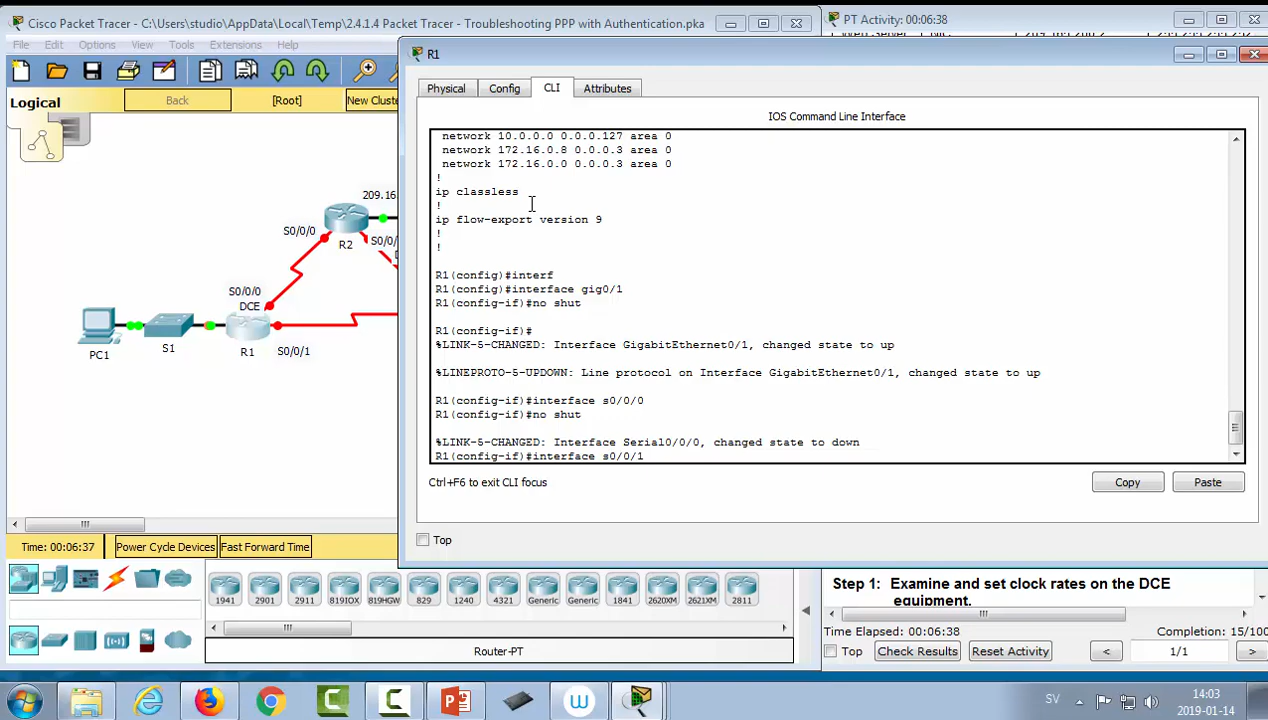 Cisco Packet Tracer - C:\Users\studio\AppData\Local\Temp\2.4.1.4 Packet Tracer - Troubleshooting PPP with Authentication.pka
PT Activity: 00:06:38
File Edit Options View Tools Extensions Help
R1
Physical Config CLI Attributes
Logical
Back
[Root]
New Cluste
IOS Command Line Interface
network 10.0.0.0 0.0.0.127 area 0
network 172.16.0.8 0.0.0.3 area 0
network 172.16.0.0 0.0.0.3 area 0
!
ip classless
!
ip flow-export version 9
!
!
R1(config)#interf
R1(config)#interface gig0/1
R1(config-if)#no shut
R1(config-if)#
%LINK-5-CHANGED: Interface GigabitEthernet0/1, changed state to up
%LINEPROTO-5-UPDOWN: Line protocol on Interface GigabitEthernet0/1, changed state to up
R1(config-if)#interface s0/0/0
R1(config-if)#no shut
%LINK-5-CHANGED: Interface Serial0/0/0, changed state to down
R1(config-if)#interface s0/0/1
209.16
S0/0/0
R2
S0/0/
S0/0/0
DCE
PC1
S1
R1
S0/0/1
Ctrl+F6 to exit CLI focus
Copy
Paste
Top
Time: 00:06:37
Power Cycle Devices
Fast Forward Time
1941 2901 2911 819IOX 819HGW 829 1240 4321 Generic Generic 1841 2620XM 2621XM 2811
Router-PT
Step 1: Examine and set clock rates on the DCE
equipment.
Time Elapsed: 00:06:38
Completion: 15/100
Top
Check Results
Reset Activity
<
1/1
>
SV
14:03
2019-01-14